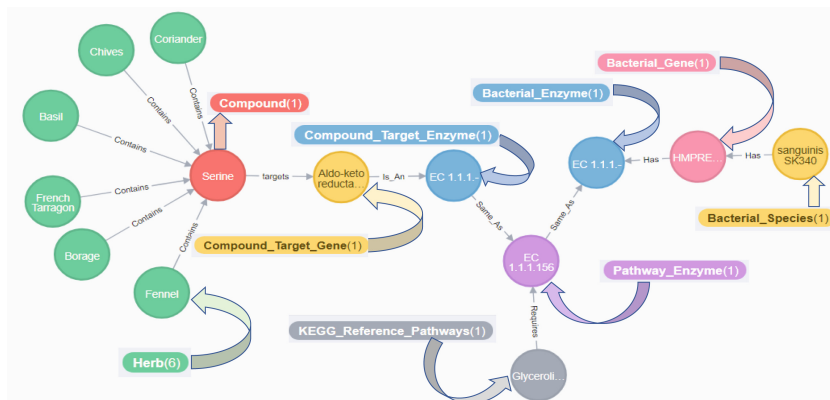 Coriander
Chives
Contains
Contains
Basil
Contains
Compound(1)
Bacterial_Gene(1)
Bacterial_Enzyme(1)
Compound_Target_Enzyme(1)
Serine
targets
Aldo-keto
reducta...
Is_An
EC 1.1.1.-
EC 1.1.1.-
Has
HMPRE...
Has
sanguinis
SK340
French
Tarragon
Contains
Contains
Borage
Contains
Fennel
Compound_Target_Gene(1)
Same_As
Same_As
Bacterial_Species(1)
EC
1.1.1.156
Pathway_Enzyme(1)
Requires
KEGG_Reference_Pathways(1)
Herb(6)
Glyceroli...